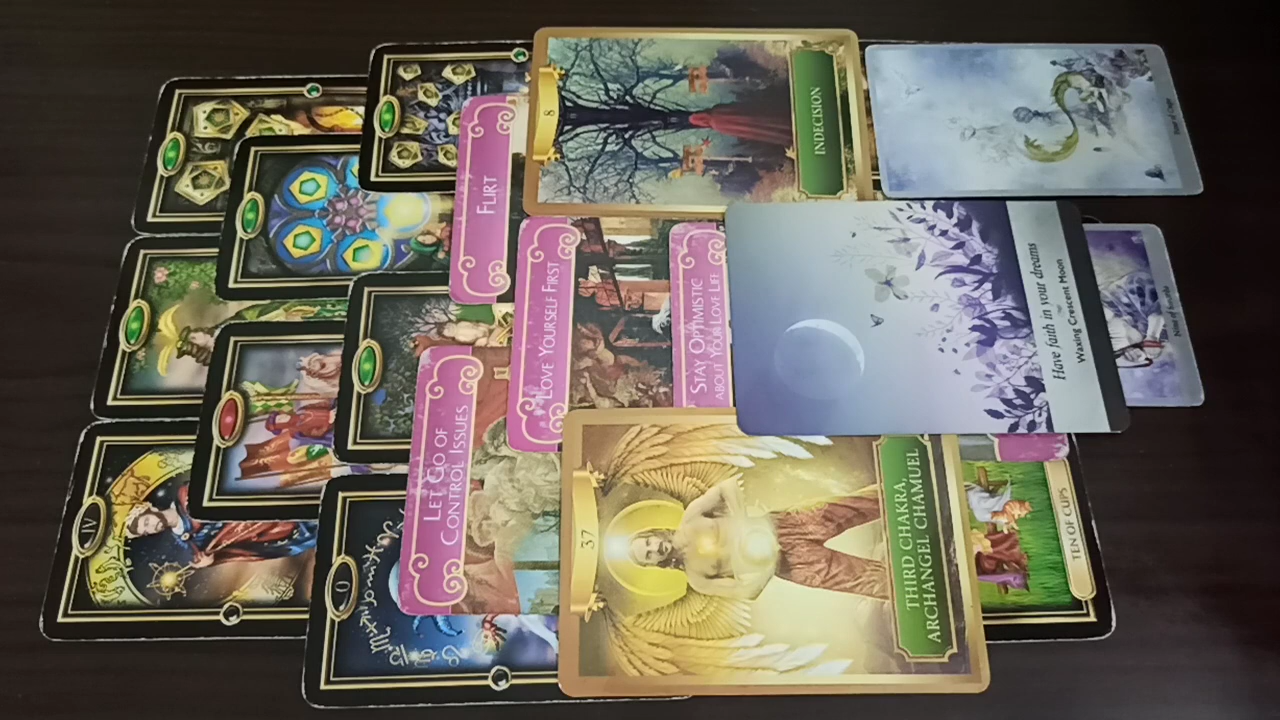 8
INDECISION
FLIRT
LOVE YOURSELF FIRST
STAY OPTIMISTIC
ABOUT YOUR LOVE LIFE
Have faith in your dreams
Waxing Crescent Moon
LET GO OF
CONTROL ISSUES
37
THIRD CHAKRA,
ARCHANGEL CHAMUEL
TEN OF CUPS
IV
0